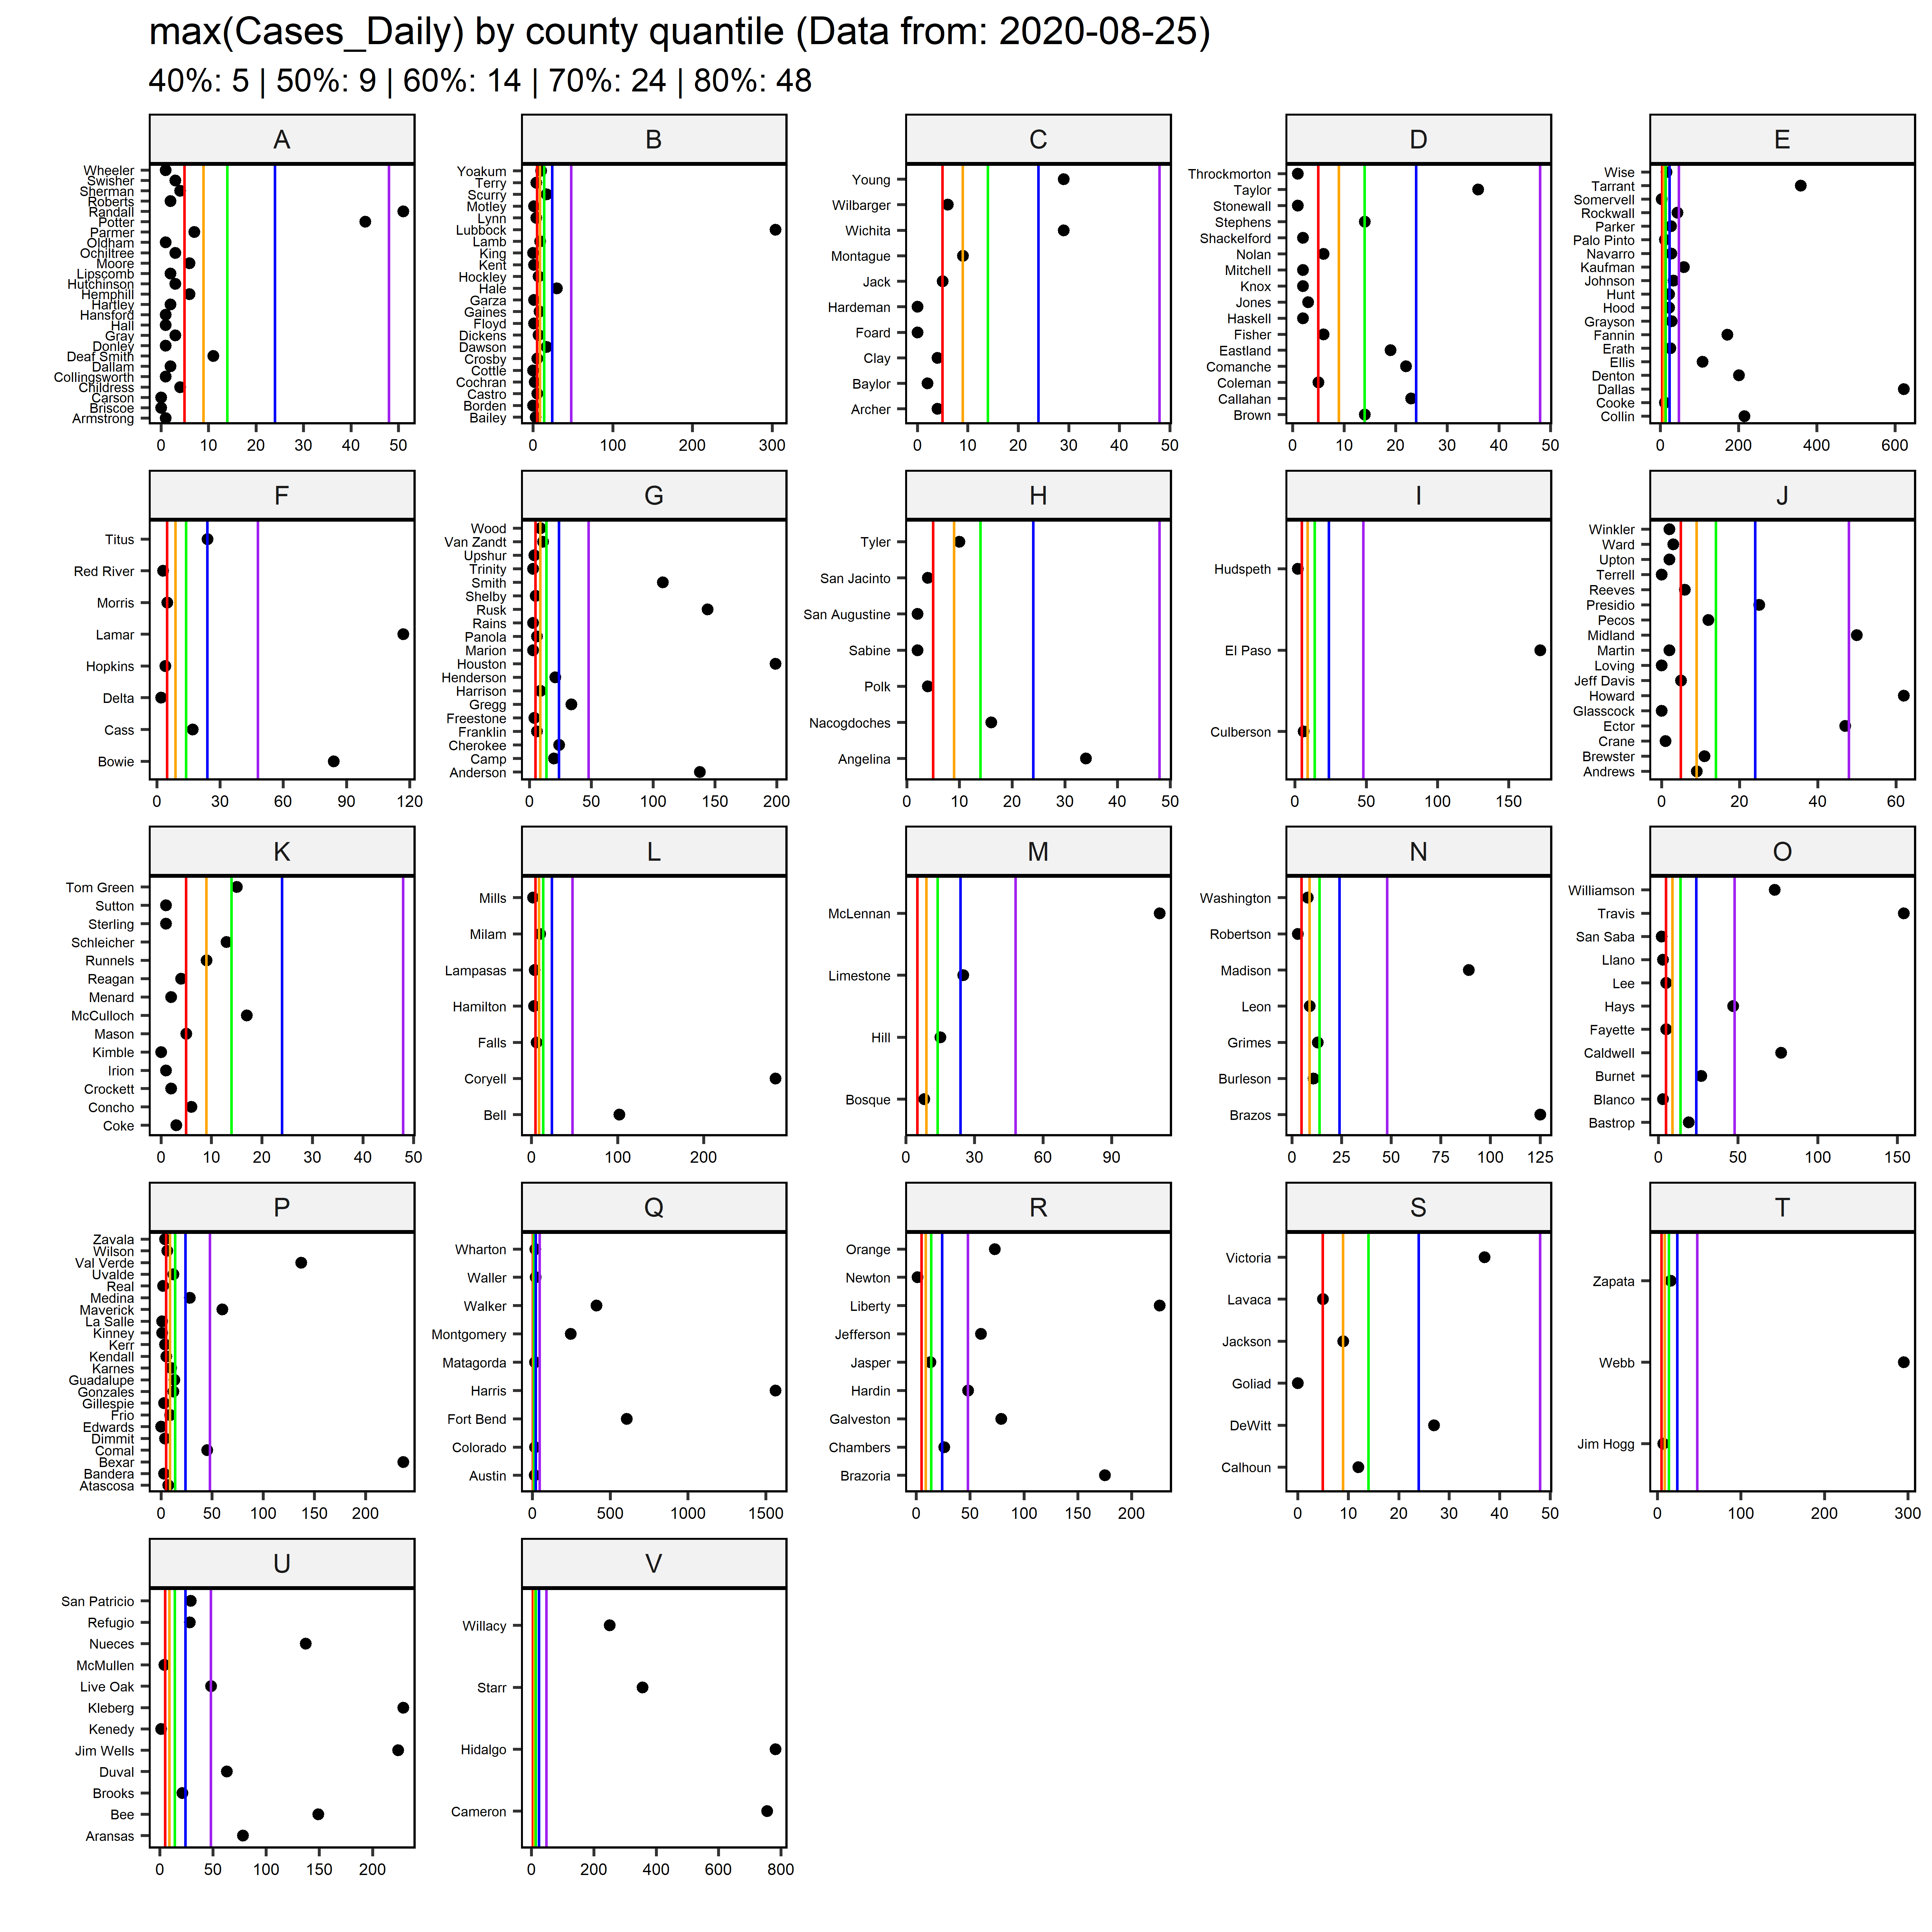 max(Cases_Daily) by county quantile (Data from: 2020-08-25)
40%: 5 | 50%: 9 | 60%: 14 | 70%: 24 | 80%: 48
A
Wheeler
Swisher
Sherman
Roberts
Randall
Potter
Parmer
Oldham
Ochiltree
Moore
Lipscomb
Hutchinson
Hemphill
Hartley
Hansford
Hall
Gray
Donley
Deaf Smith
Dallam
Collingsworth
Childress
Carson
Briscoe
Armstrong
0 10 20 30 40 50
B
Yoakum
Terry
Scurry
Motley
Lynn
Lubbock
Lamb
King
Kent
Hockley
Hale
Garza
Gaines
Floyd
Dickens
Dawson
Crosby
Cottle
Cochran
Castro
Borden
Bailey
0 100 200 300
C
Young
Wilbarger
Wichita
Montague
Jack
Hardeman
Foard
Clay
Baylor
Archer
0 10 20 30 40 50
D
Throckmorton
Taylor
Stonewall
Stephens
Shackelford
Nolan
Mitchell
Knox
Jones
Haskell
Fisher
Eastland
Comanche
Coleman
Callahan
Brown
0 10 20 30 40 50
E
Wise
Tarrant
Somervell
Rockwall
Parker
Palo Pinto
Navarro
Kaufman
Johnson
Hunt
Hood
Grayson
Fannin
Erath
Ellis
Denton
Dallas
Cooke
Collin
0 200 400 600
F
Titus
Red River
Morris
Lamar
Hopkins
Delta
Cass
Bowie
0 30 60 90 120
G
Wood
Van Zandt
Upshur
Trinity
Smith
Shelby
Rusk
Rains
Panola
Marion
Houston
Henderson
Harrison
Gregg
Freestone
Franklin
Cherokee
Camp
Anderson
0 50 100 150 200
H
Tyler
San Jacinto
San Augustine
Sabine
Polk
Nacogdoches
Angelina
0 10 20 30 40 50
I
Hudspeth
El Paso
Culberson
0 50 100 150
J
Winkler
Ward
Upton
Terrell
Reeves
Presidio
Pecos
Midland
Martin
Loving
Jeff Davis
Howard
Glasscock
Ector
Crane
Brewster
Andrews
0 20 40 60
K
Tom Green
Sutton
Sterling
Schleicher
Runnels
Reagan
Menard
McCulloch
Mason
Kimble
Irion
Crockett
Concho
Coke
0 10 20 30 40 50
L
Mills
Milam
Lampasas
Hamilton
Falls
Coryell
Bell
0 100 200
M
McLennan
Limestone
Hill
Bosque
0 30 60 90
N
Washington
Robertson
Madison
Leon
Grimes
Burleson
Brazos
0 25 50 75 100 125
O
Williamson
Travis
San Saba
Llano
Lee
Hays
Fayette
Caldwell
Burnet
Blanco
Bastrop
0 50 100 150
P
Zavala
Wilson
Val Verde
Uvalde
Real
Medina
Maverick
La Salle
Kinney
Kerr
Kendall
Karnes
Guadalupe
Gonzales
Gillespie
Frio
Edwards
Dimmit
Comal
Bexar
Bandera
Atascosa
0 50 100 150 200
Q
Wharton
Waller
Walker
Montgomery
Matagorda
Harris
Fort Bend
Colorado
Austin
0 500 1000 1500
R
Orange
Newton
Liberty
Jefferson
Jasper
Hardin
Galveston
Chambers
Brazoria
0 50 100 150 200
S
Victoria
Lavaca
Jackson
Goliad
DeWitt
Calhoun
0 10 20 30 40 50
T
Zapata
Webb
Jim Hogg
0 100 200 300
U
San Patricio
Refugio
Nueces
McMullen
Live Oak
Kleberg
Kenedy
Jim Wells
Duval
Brooks
Bee
Aransas
0 50 100 150 200
V
Willacy
Starr
Hidalgo
Cameron
0 200 400 600 800